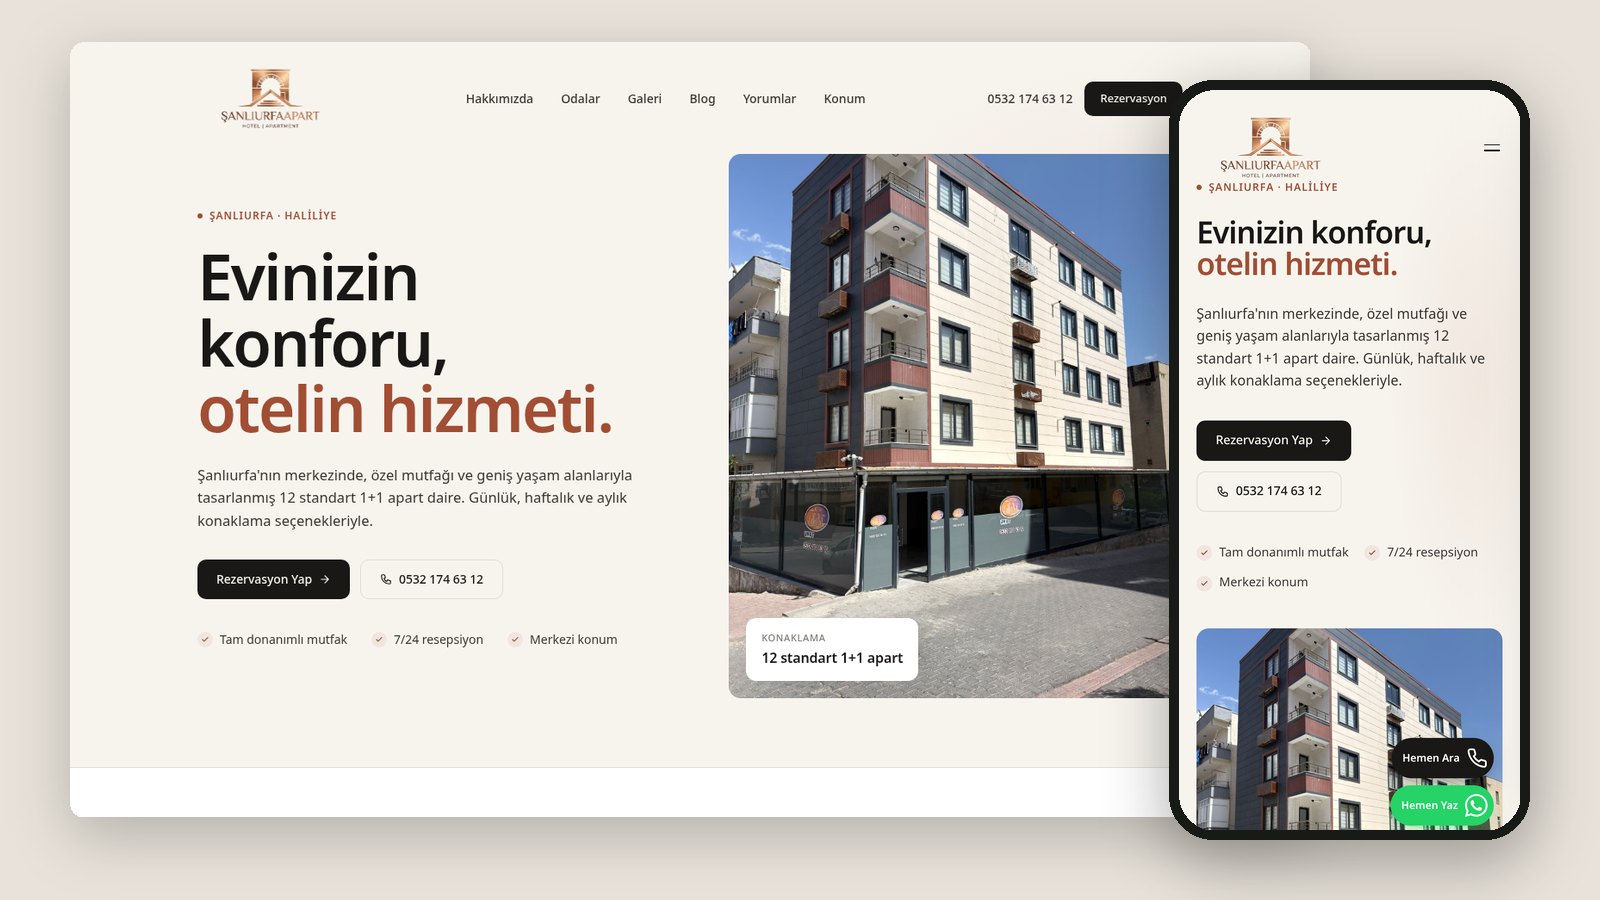 ŞANLIURFAAPART
HOTEL | APARTMENT
Hakkımızda Odalar Galeri Blog Yorumlar Konum
0532 174 63 12
Rezervasyon
ŞANLIURFA · HALİLİYE
Evinizin
konforu,
otelin hizmeti.
Şanlıurfa'nın merkezinde, özel mutfağı ve geniş yaşam alanlarıyla
tasarlanmış 12 standart 1+1 apart daire. Günlük, haftalık ve aylık
konaklama seçenekleriyle.
Rezervasyon Yap →
0532 174 63 12
Tam donanımlı mutfak 7/24 resepsiyon Merkezi konum
KONAKLAMA
12 standart 1+1 apart
ŞANLIURFAAPART
HOTEL | APARTMENT
ŞANLIURFA · HALİLİYE
Evinizin konforu,
otelin hizmeti.
Şanlıurfa'nın merkezinde, özel mutfağı ve
geniş yaşam alanlarıyla tasarlanmış 12
standart 1+1 apart daire. Günlük, haftalık ve
aylık konaklama seçenekleriyle.
Rezervasyon Yap →
0532 174 63 12
Tam donanımlı mutfak 7/24 resepsiyon
Merkezi konum
Hemen Ara
Hemen Yaz